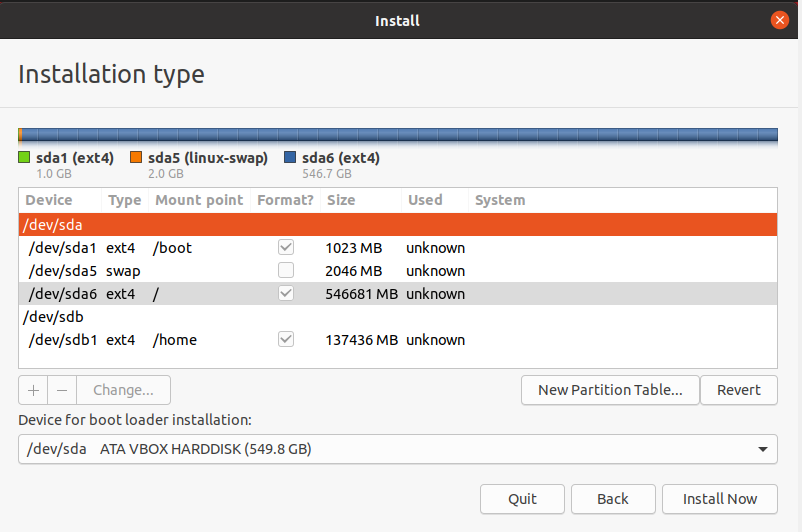 Install
Installation type
sda1 (ext4) sda5 (linux-swap) sda6 (ext4)
1.0 GB 2.0 GB 546.7 GB
Device Type Mount point Format? Size Used System
/dev/sda
/dev/sda1 ext4 /boot 1023 MB unknown
/dev/sda5 swap 2046 MB unknown
/dev/sda6 ext4 / 546681 MB unknown
/dev/sdb
/dev/sdb1 ext4 /home 137436 MB unknown
+ − Change... New Partition Table... Revert
Device for boot loader installation:
/dev/sda ATA VBOX HARDDISK (549.8 GB)
Quit Back Install Now